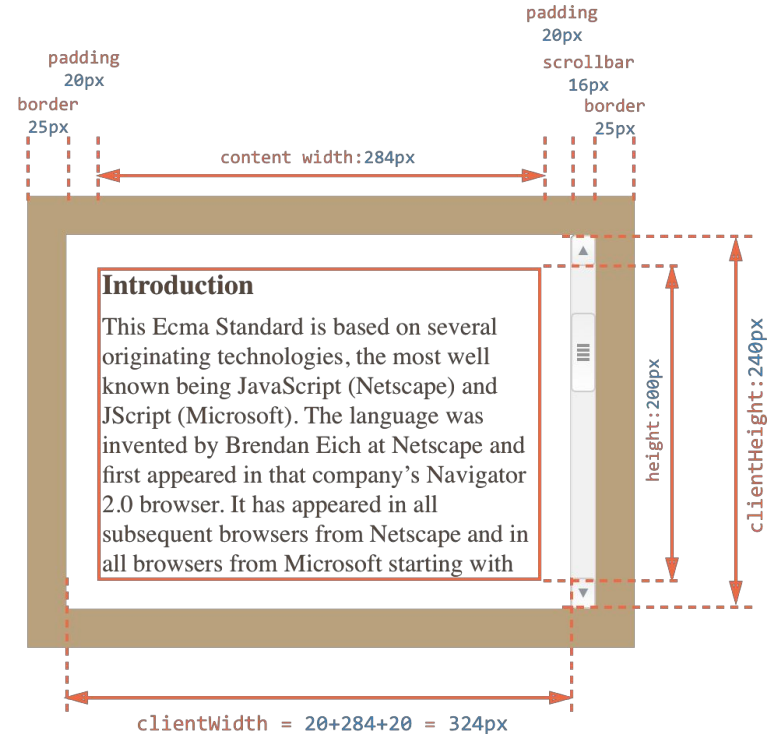 padding
20px
padding
20px
scrollbar
16px
border
25px
border
25px
content width:284px
Introduction
This Ecma Standard is based on several
originating technologies, the most well
known being JavaScript (Netscape) and
JScript (Microsoft). The language was
invented by Brendan Eich at Netscape and
first appeared in that company’s Navigator
2.0 browser. It has appeared in all
subsequent browsers from Netscape and in
all browsers from Microsoft starting with
height:200px
clientHeight:240px
clientWidth = 20+284+20 = 324px